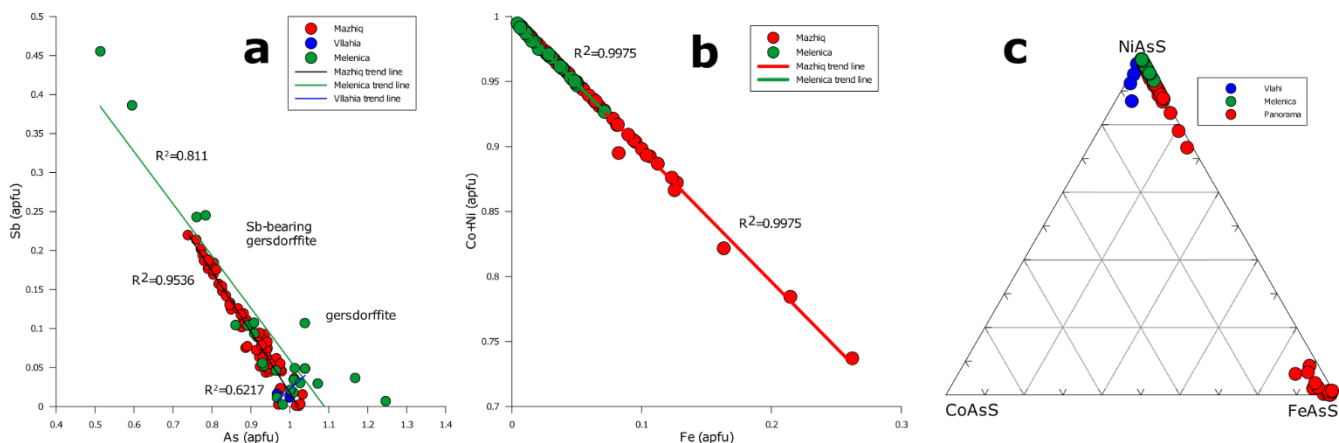 a
Mazhiq
Vllahia
Melenica
Mazhiq trend line
Melenica trend line
Vllahia trend line
R²=0.811
Sb-bearing
gersdorffite
R²=0.9536
gersdorffite
R²=0.6217
Sb (apfu)
0.5
0.45
0.4
0.35
0.3
0.25
0.2
0.15
0.1
0.05
0
0.4
0.5
0.6
0.7
0.8
0.9
1.0
1.1
1.2
1.3
1.4
As (apfu)
b
R²=0.9975
Mazhiq
Melenica
Mazhiq trend line
Melenica trend line
R²=0.9975
Co+Ni (apfu)
1
0.95
0.9
0.85
0.8
0.75
0.7
0
0.1
0.2
0.3
Fe (apfu)
c
NiAsS
Vlahi
Melenica
Panorama
CoAsS
FeAsS